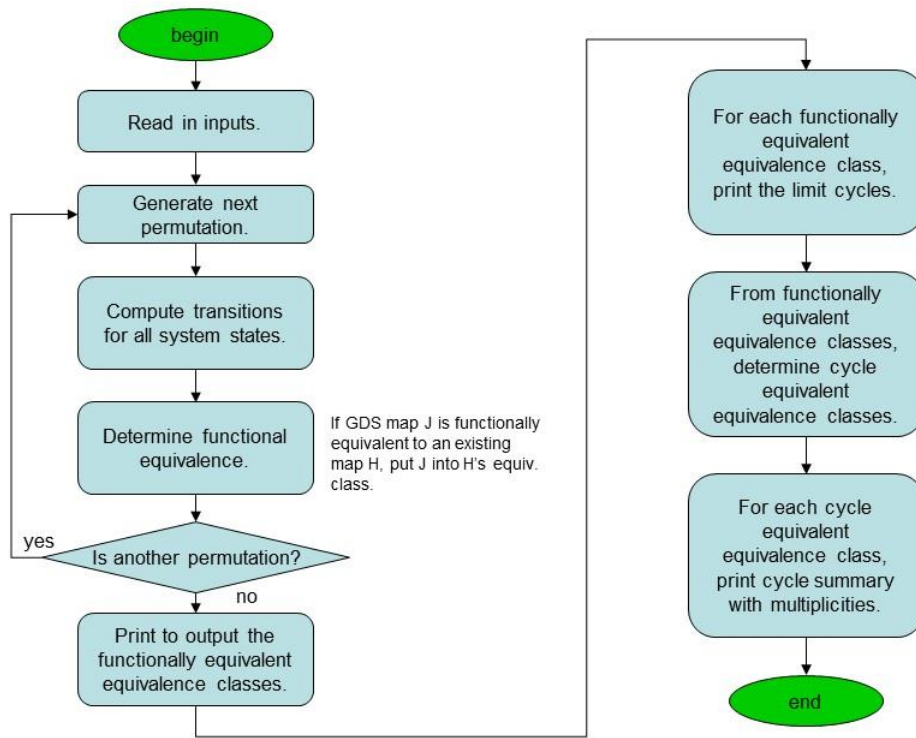 begin
Read in inputs.
Generate next
permutation.
Compute transitions
for all system states.
Determine functional
equivalence.
If GDS map J is functionally
equivalent to an existing
map H, put J into H's equiv.
class.
yes
Is another permutation?
no
Print to output the
functionally equivalent
equivalence classes.
For each functionally
equivalent
equivalence class,
print the limit cycles.
From functionally
equivalent
equivalence classes,
determine cycle
equivalent
equivalence classes.
For each cycle
equivalent
equivalence class,
print cycle summary
with multiplicities.
end